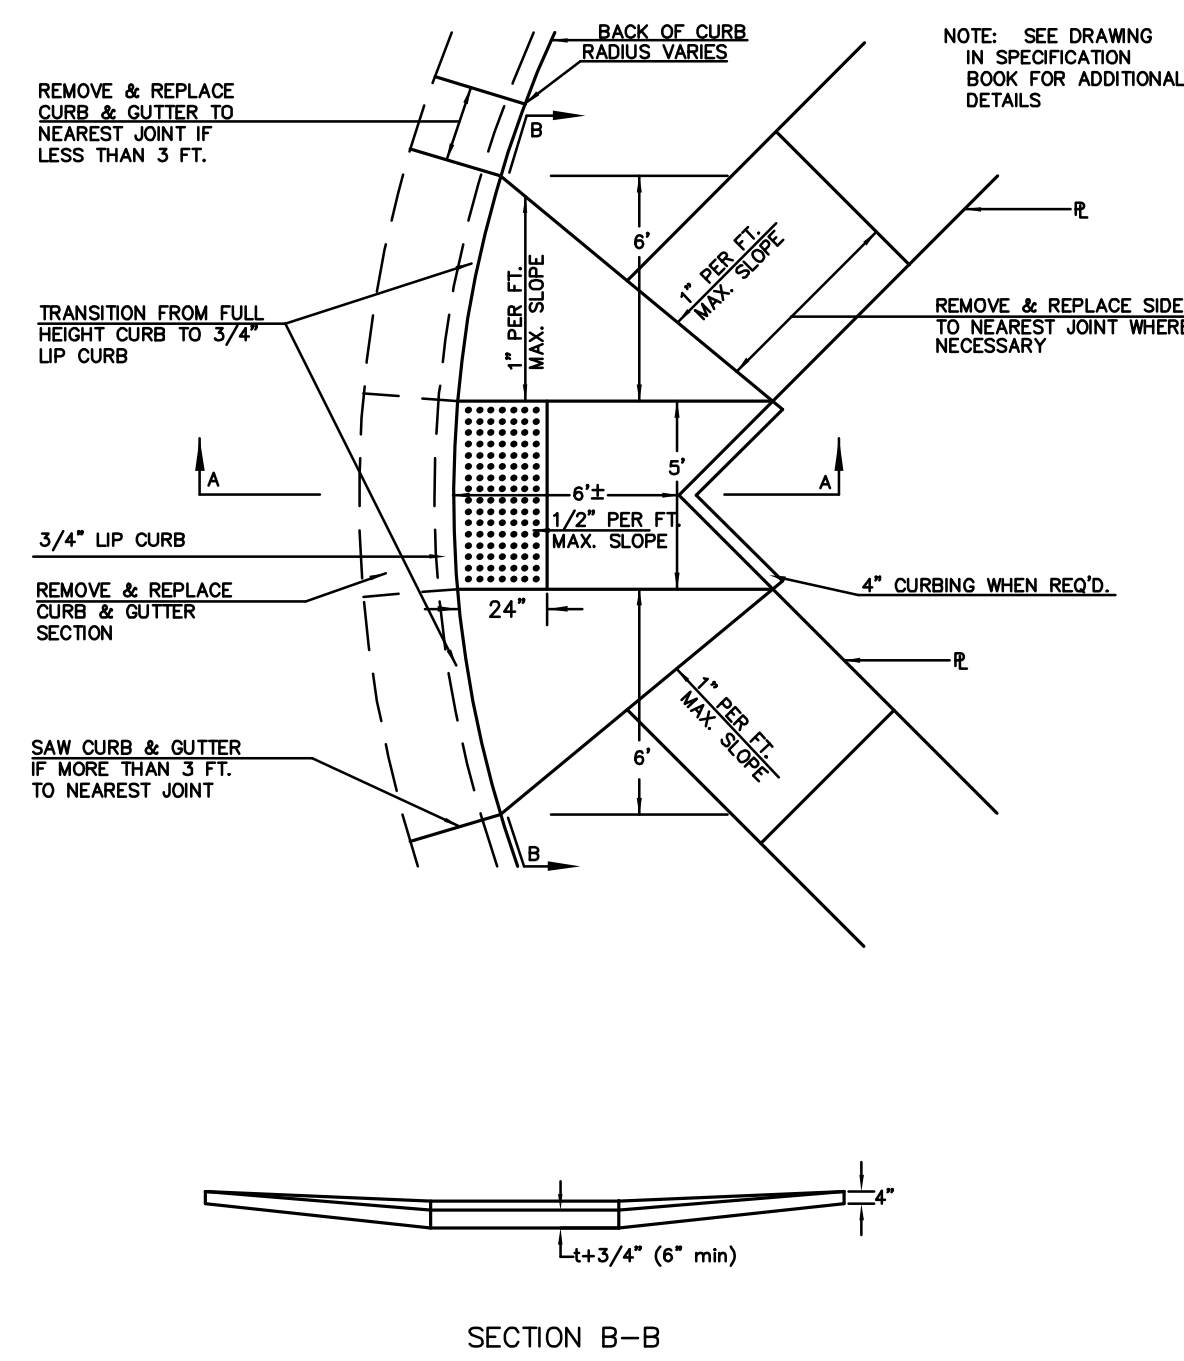 BACK OF CURB
RADIUS VARIES
NOTE: SEE DRAWING
IN SPECIFICATION
BOOK FOR ADDITIONAL
DETAILS
REMOVE & REPLACE
CURB & GUTTER TO
NEAREST JOINT IF
LESS THAN 3 FT.
B
6'
1" PER FT.
MAX. SLOPE
1" PER FT.
MAX. SLOPE
PL
TRANSITION FROM FULL
HEIGHT CURB TO 3/4"
LIP CURB
REMOVE & REPLACE SIDE
TO NEAREST JOINT WHERE
NECESSARY
A
5'
A
6'±
1/2" PER FT.
MAX. SLOPE
3/4" LIP CURB
REMOVE & REPLACE
CURB & GUTTER
SECTION
24"
4" CURBING WHEN REQ'D.
PL
1" PER FT.
MAX. SLOPE
SAW CURB & GUTTER
IF MORE THAN 3 FT.
TO NEAREST JOINT
6'
B
4"
t+3/4" (6" min)
SECTION B-B